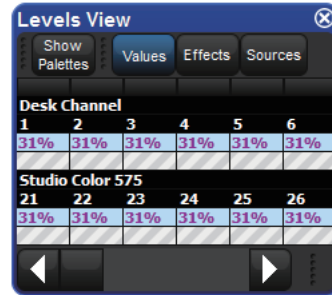 Levels View
Show
Palettes
Values Effects Sources
Desk Channel
1 2 3 4 5 6
31% 31% 31% 31% 31% 31%
Studio Color 575
21 22 23 24 25 26
31% 31% 31% 31% 31% 31%